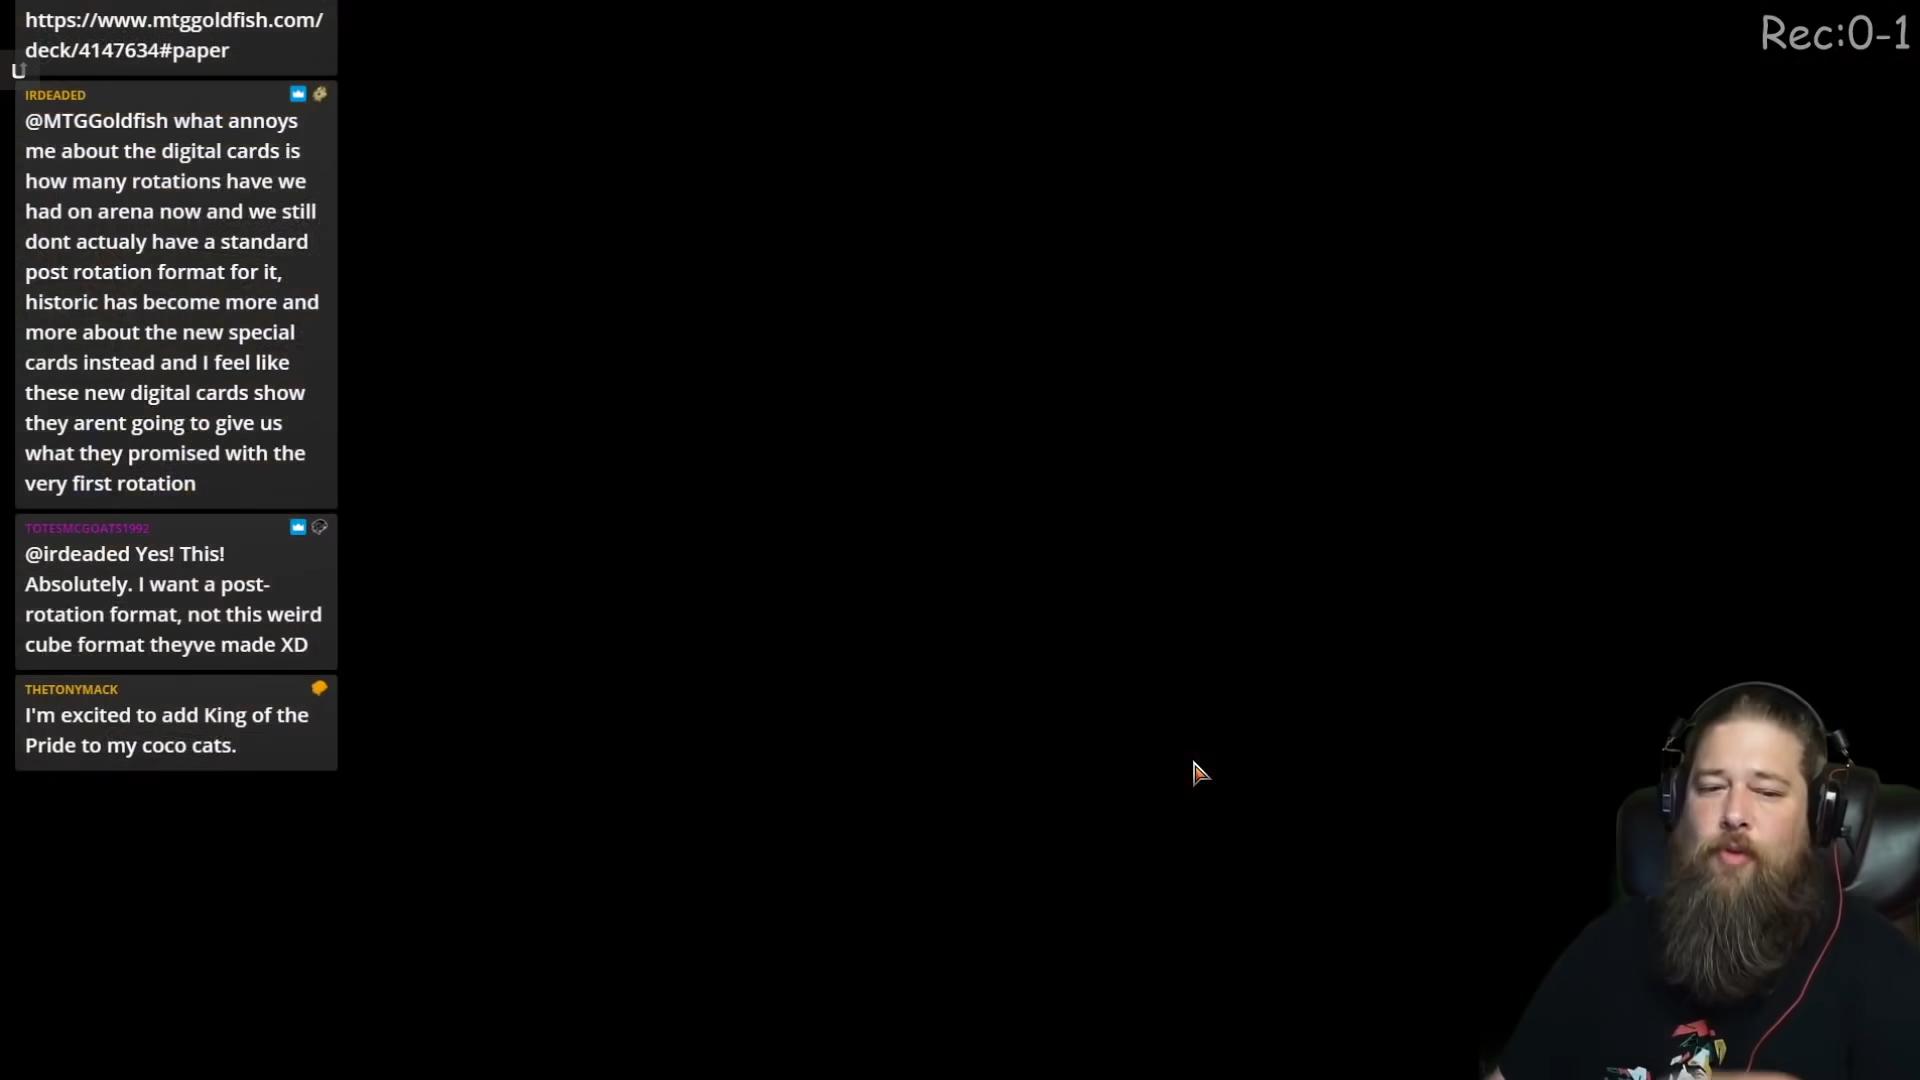 https://www.mtggoldfish.com/
deck/4147634#paper
Rec:0-1
IRDEADED
@MTGGoldfish what annoys
me about the digital cards is
how many rotations have we
had on arena now and we still
dont actualy have a standard
post rotation format for it,
historic has become more and
more about the new special
cards instead and I feel like
these new digital cards show
they arent going to give us
what they promised with the
very first rotation
TOTESMCGOATS1992
@irdeaded Yes! This!
Absolutely. I want a post-
rotation format, not this weird
cube format theyve made XD
THETONYMACK
I'm excited to add King of the
Pride to my coco cats.